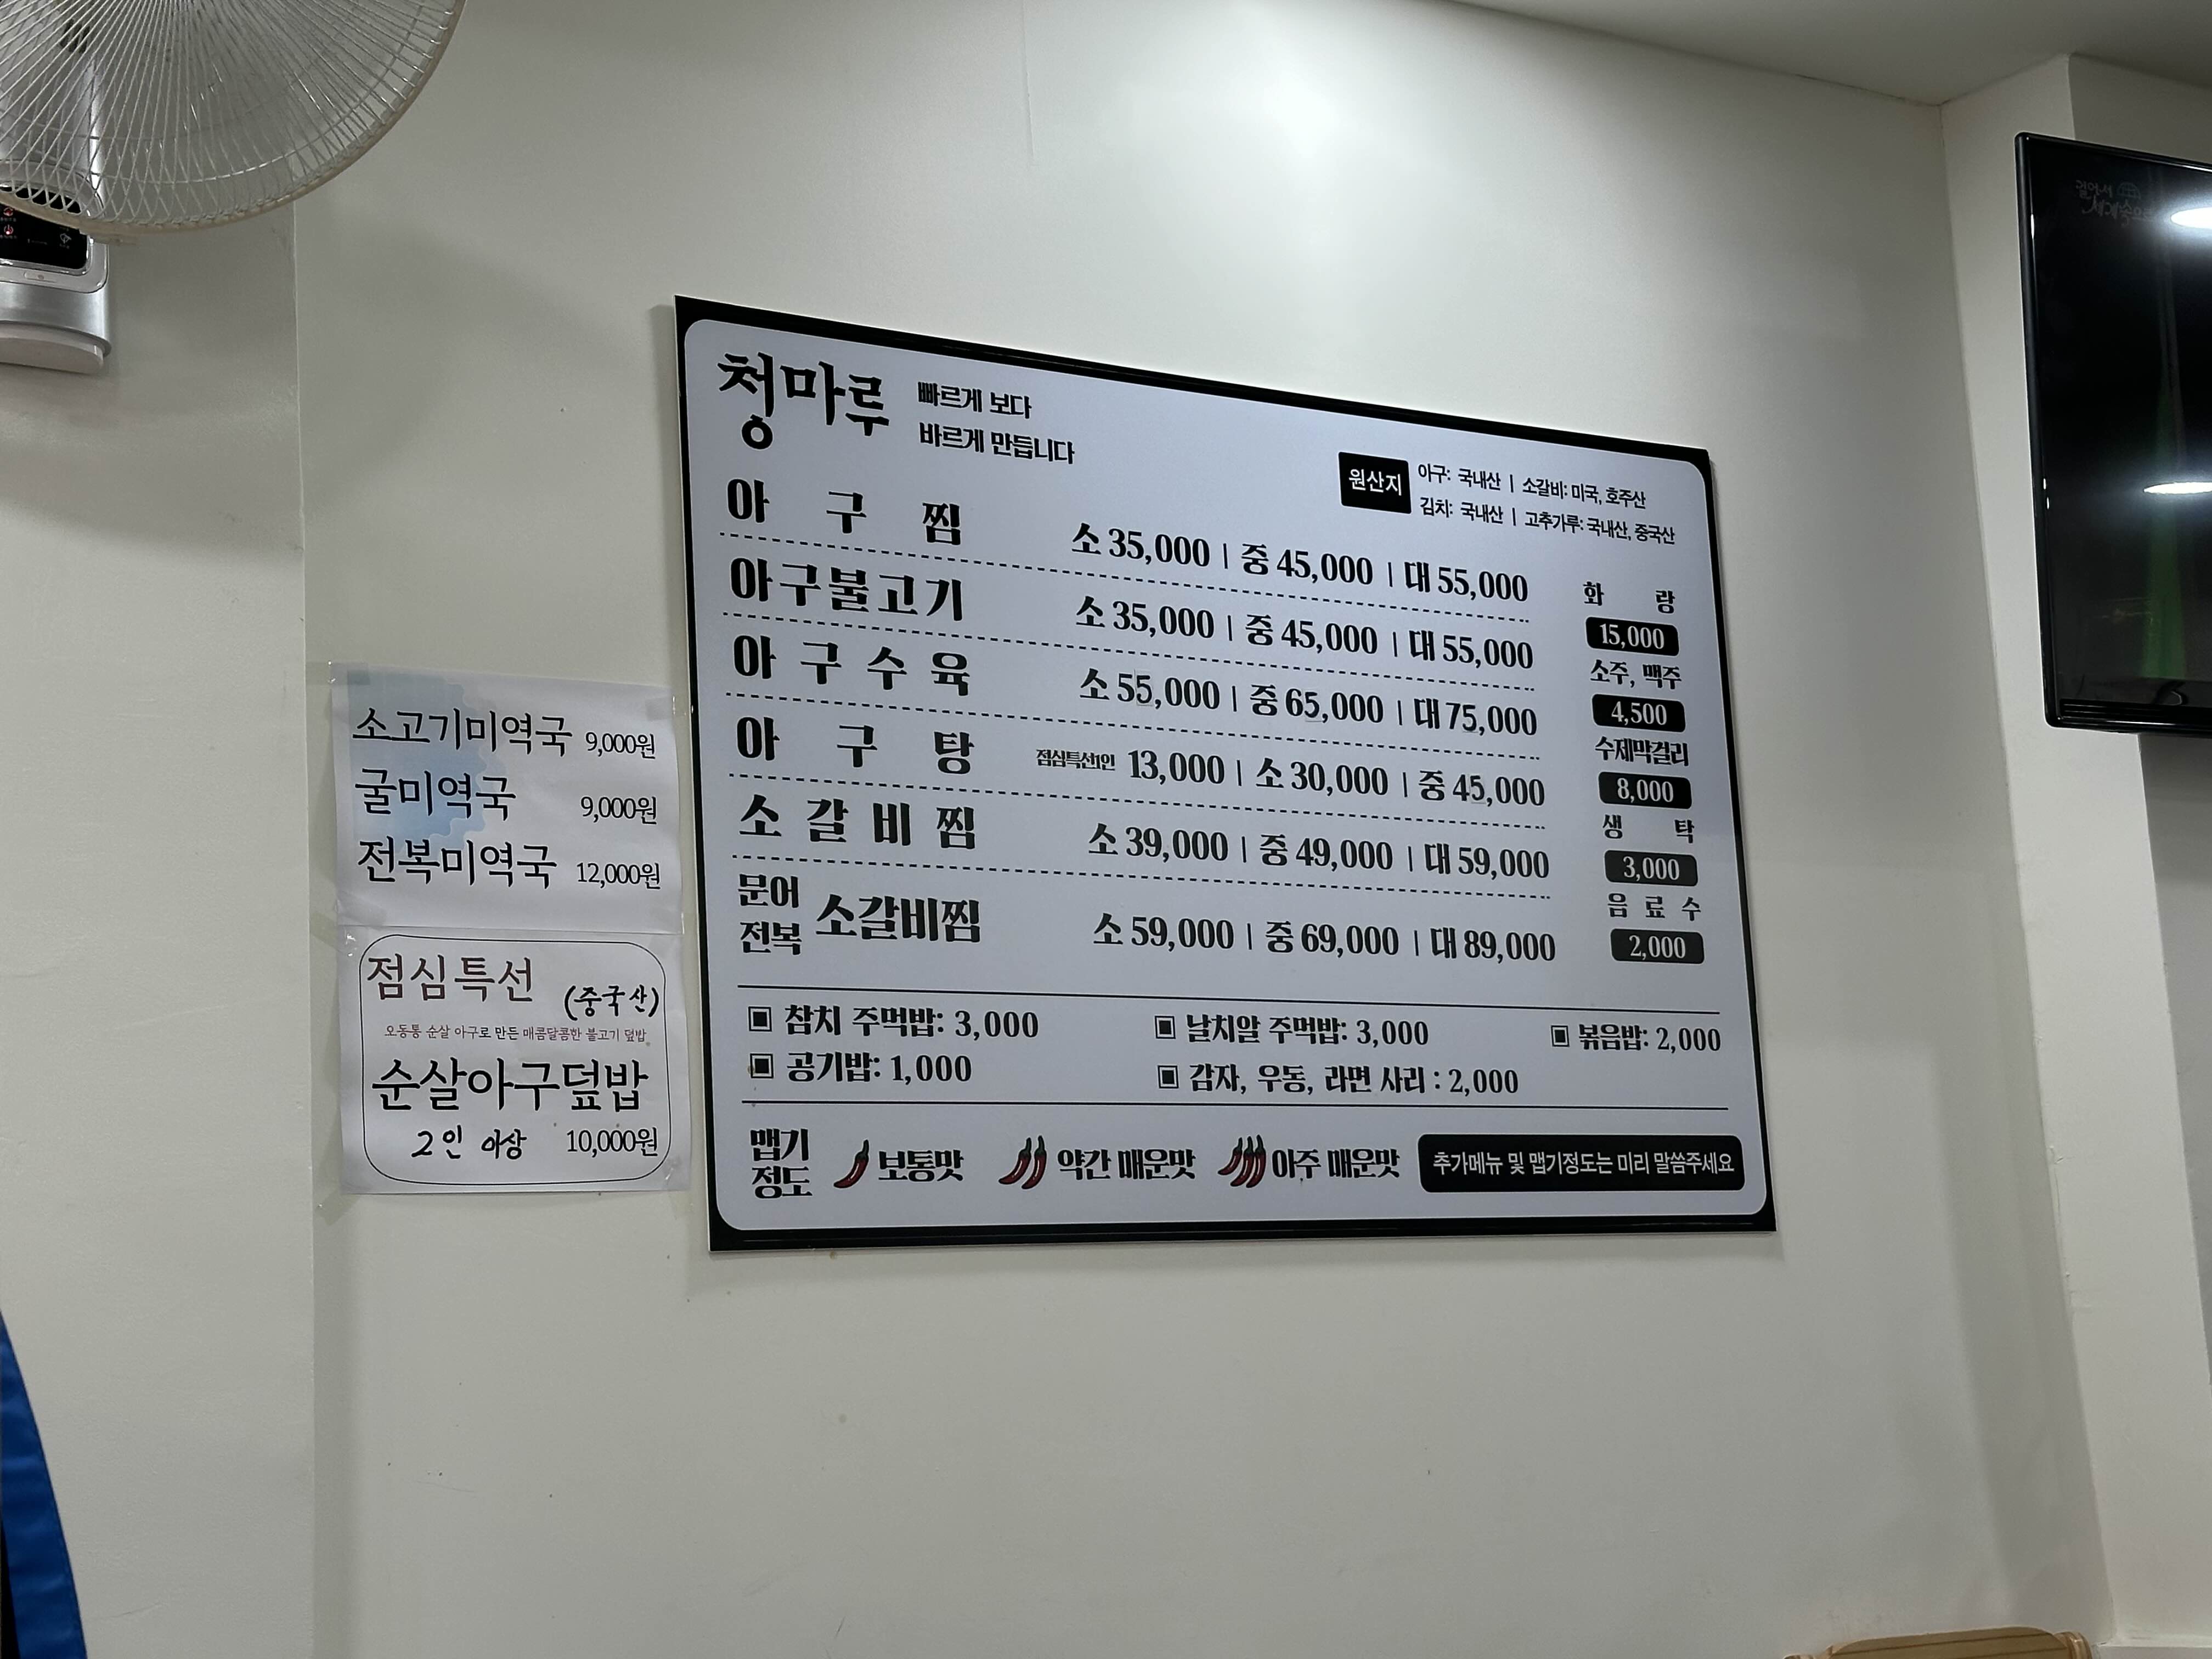 소고기미역국 9,000원
굴미역국 9,000원
전복미역국 12,000원
점심특선 (중국산)
오동통 순살 아구로 만든 매콤달콤한 불고기 덮밥
순살아구덮밥
2인 이상 10,000원
청마루
빠르게 보다
바르게 만듭니다
원산지
아구: 국내산 | 소갈비: 미국, 호주산
김치: 국내산 | 고추가루: 국내산, 중국산
아구찜 소 35,000 | 중 45,000 | 대 55,000
아구불고기 소 35,000 | 중 45,000 | 대 55,000
아구수육 소 55,000 | 중 65,000 | 대 75,000
아구탕 점심특선1인 13,000 | 소 30,000 | 중 45,000
소갈비찜 소 39,000 | 중 49,000 | 대 59,000
문어
전복 소갈비찜 소 59,000 | 중 69,000 | 대 89,000
화랑
15,000
소주, 맥주
4,500
수제막걸리
8,000
생탁
3,000
음료수
2,000
▣ 참치 주먹밥: 3,000 ▣ 날치알 주먹밥: 3,000 ▣ 볶음밥: 2,000
▣ 공기밥: 1,000 ▣ 감자, 우동, 라면 사리 : 2,000
맵기
정도 보통맛 약간 매운맛 아주 매운맛 추가메뉴 및 맵기정도는 미리 말씀주세요
걸어서
세계속으로